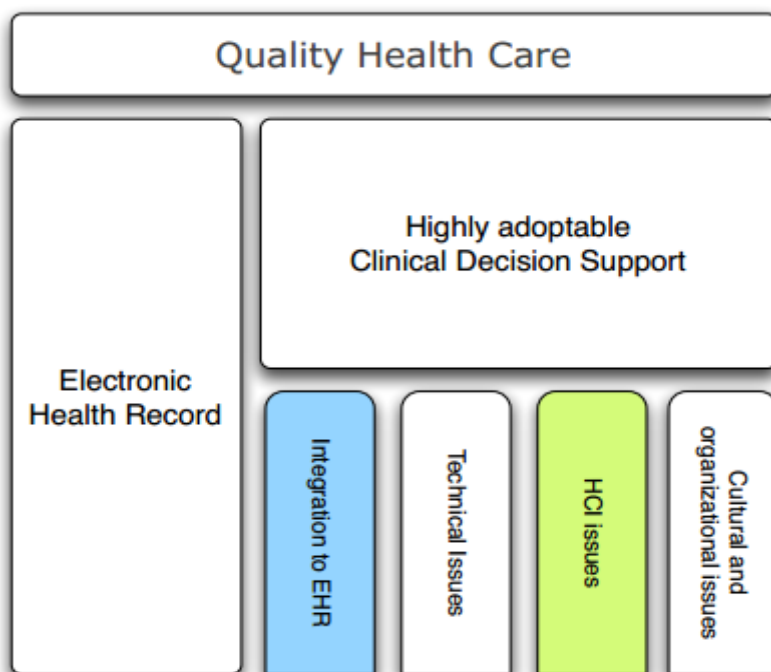 Quality Health Care
Electronic
Health Record
Highly adoptable
Clinical Decision Support
Integration to EHR
Technical Issues
HCI issues
Cultural and
organizational issues